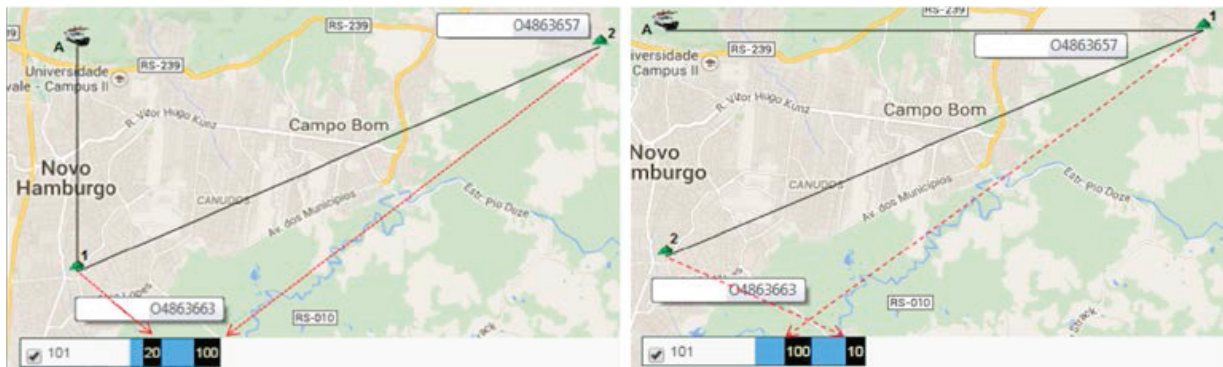 RS-239
O4863657
2
A
RS-239
Universidade
vale - Campus II
R. Vitor Hugo Kunz
Campo Bom
Novo
Hamburgo
CANUDOS
Av. dos Municipios
Estr. Pio Doze
1
Lopes
O4863663
RS-010
101
20
100
1
A
RS-239
O4863657
RS-239
iversidade
- Campus II
R. Vitor Hugo Kunz
Campo Bom
Novo
mburgo
CANUDOS
Av. dos Municipios
Estr. Pio Doze
2
O4863663
RS-010
track
101
100
10